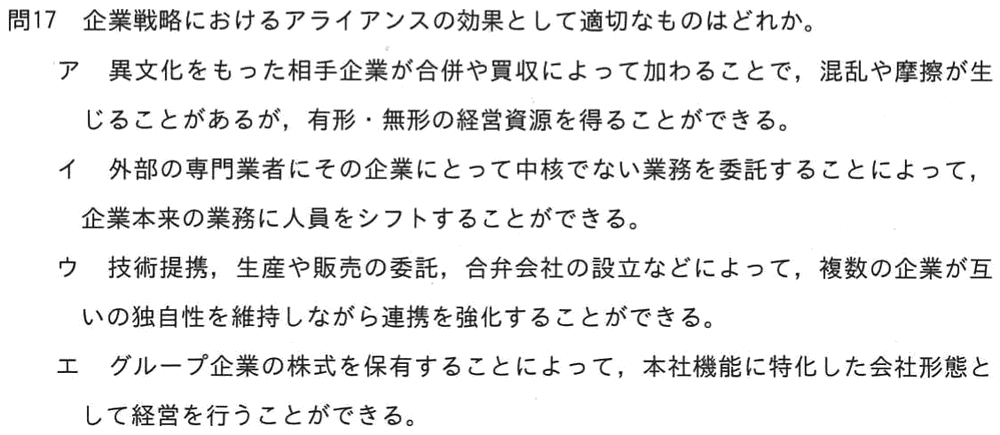 問17 企業戦略におけるアライアンスの効果として適切なものはどれか。
ア 異文化をもった相手企業が合併や買収によって加わることで，混乱や摩擦が生
じることがあるが，有形・無形の経営資源を得ることができる。
イ 外部の専門業者にその企業にとって中核でない業務を委託することによって，
企業本来の業務に人員をシフトすることができる。
ウ 技術提携，生産や販売の委託，合弁会社の設立などによって，複数の企業が互
いの独自性を維持しながら連携を強化することができる。
エ グループ企業の株式を保有することによって，本社機能に特化した会社形態と
して経営を行うことができる。